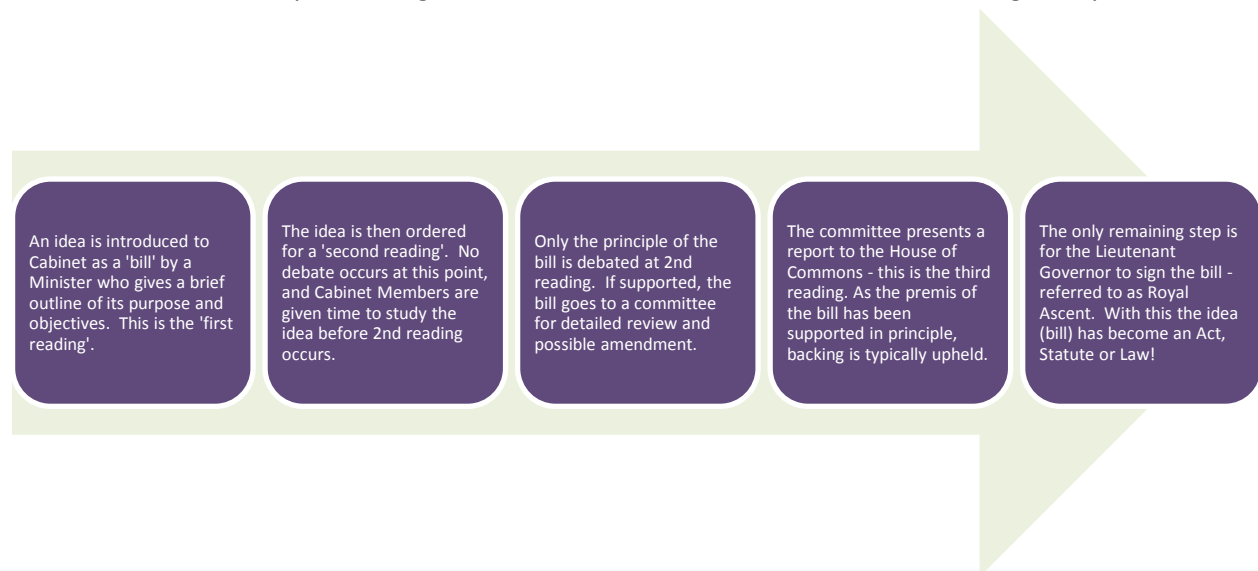 An idea is introduced to
Cabinet as a 'bill' by a
Minister who gives a brief
outline of its purpose and
objectives.  This is the 'first
reading'.
The idea is then ordered
for a 'second reading'.  No
debate occurs at this point,
and Cabinet Members are
given time to study the
idea before 2nd reading
occurs.
Only the principle of the
bill is debated at 2nd
reading.  If supported, the
bill goes to a committee
for detailed review and
possible amendment.
The committee presents a
report to the House of
Commons - this is the third
reading. As the premis of
the bill has been
supported in principle,
backing is typically upheld.
The only remaining step is
for the Lieutenant
Governor to sign the bill -
referred to as Royal
Ascent.  With this the idea
(bill) has become an Act,
Statute or Law!